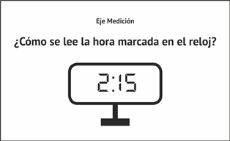 Eje Medición
¿Cómo se lee la hora marcada en el reloj?
2:15